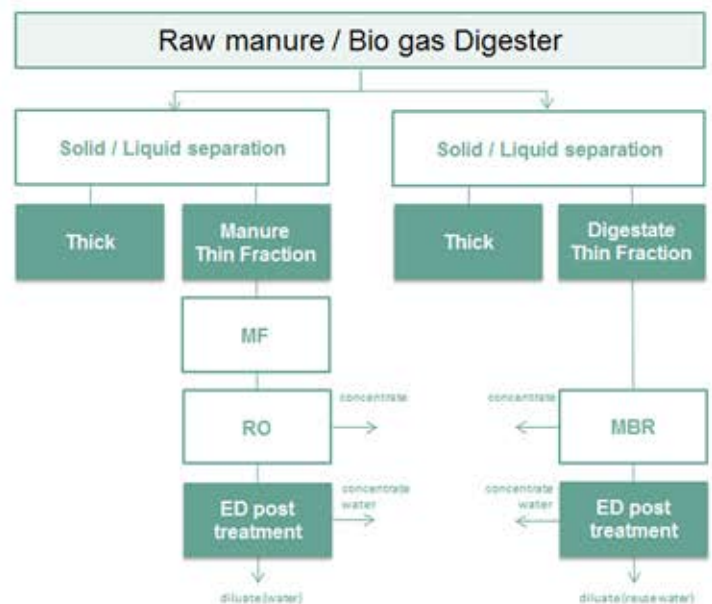 Raw manure / Bio gas Digester
Solid / Liquid separation
Solid / Liquid separation
Thick
Manure
Thin Fraction
Thick
Digestate
Thin Fraction
MF
RO
concentrate
concentrate
MBR
ED post
treatment
concentrate
water
concentrate
water
ED post
treatment
diluate(water)
diluate(reuse water)